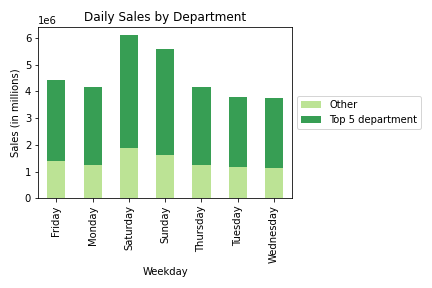 Daily Sales by Department
1e6
6
5
4
3
2
1
0
Sales (in millions)
Friday
Monday
Saturday
Sunday
Thursday
Tuesday
Wednesday
Weekday
Other
Top 5 department